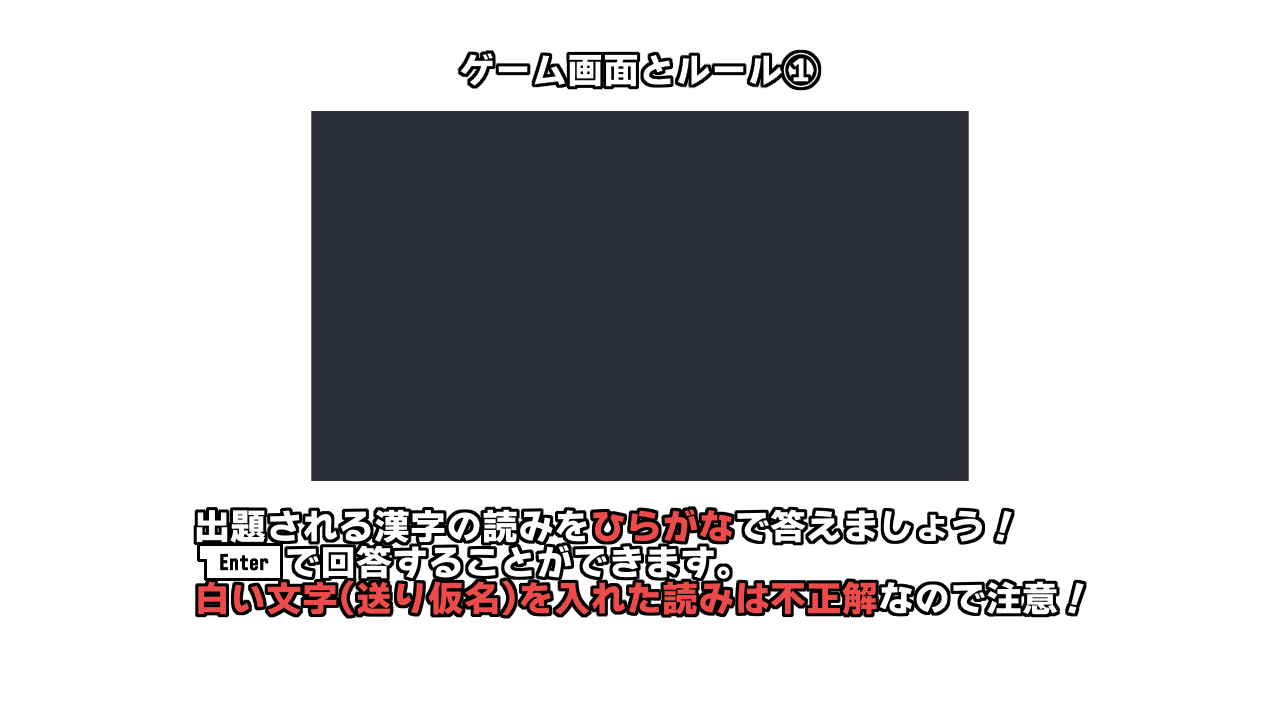 ゲーム画面とルール①
出題される漢字の読みをひらがなで答えましょう！
Enterで回答することができます。
白い文字(送り仮名)を入れた読みは不正解なので注意！